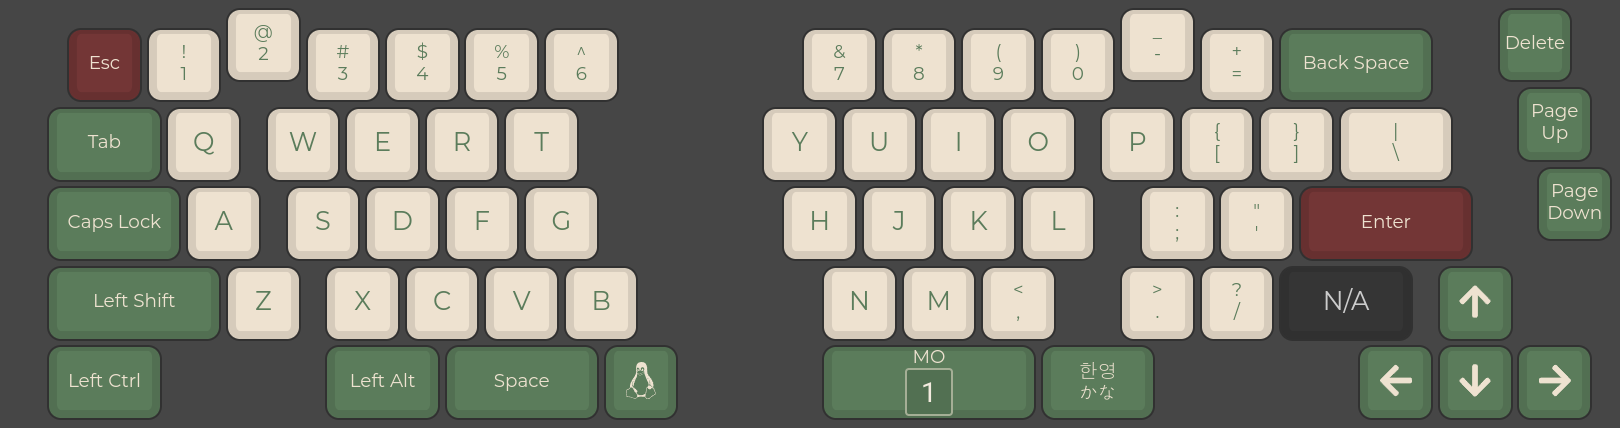 Esc ! 1 @ 2 # 3 $ 4 % 5 ^ 6 & 7 * 8 ( 9 ) 0 _ - + = Back Space Delete
Tab Q W E R T Y U I O P { [ } ] | \ Page Up
Caps Lock A S D F G H J K L : ; " ' Enter Page Down
Left Shift Z X C V B N M < , > . ? / N/A ↑
Left Ctrl Left Alt Space MO 1 한영 かな ← ↓ →